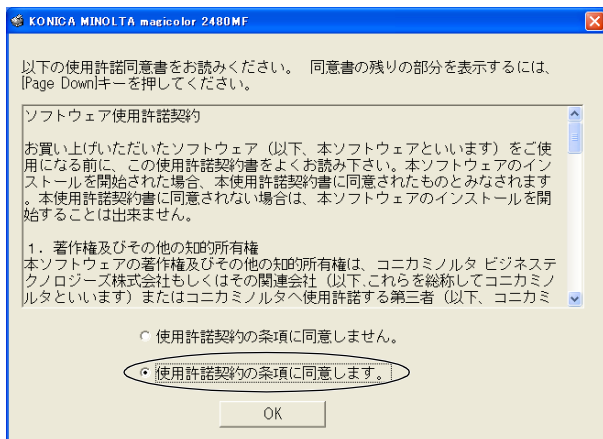 KONICA MINOLTA magicolor 2480MF
以下の使用許諾同意書をお読みください。 同意書の残りの部分を表示するには、
[Page Down]キーを押してください。
ソフトウェア使用許諾契約
お買い上げいただいたソフトウェア（以下、本ソフトウェアといいます）をご使
用になる前に、この使用許諾契約書をよくお読み下さい。本ソフトウェアのイン
ストールを開始された場合、本使用許諾契約書に同意されたものとみなされます
。本使用許諾契約書に同意されない場合は、本ソフトウェアのインストールを開
始することは出来ません。
１．著作権及びその他の知的所有権
本ソフトウェアの著作権及びその他の知的所有権は、コニカミノルタ ビジネステ
クノロジーズ株式会社もしくはその関連会社（以下、これらを総称してコニカミノ
ルタといいます）またはコニカミノルタへ使用許諾する第三者（以下、コニカミ
使用許諾契約の条項に同意しません。
使用許諾契約の条項に同意します。
OK